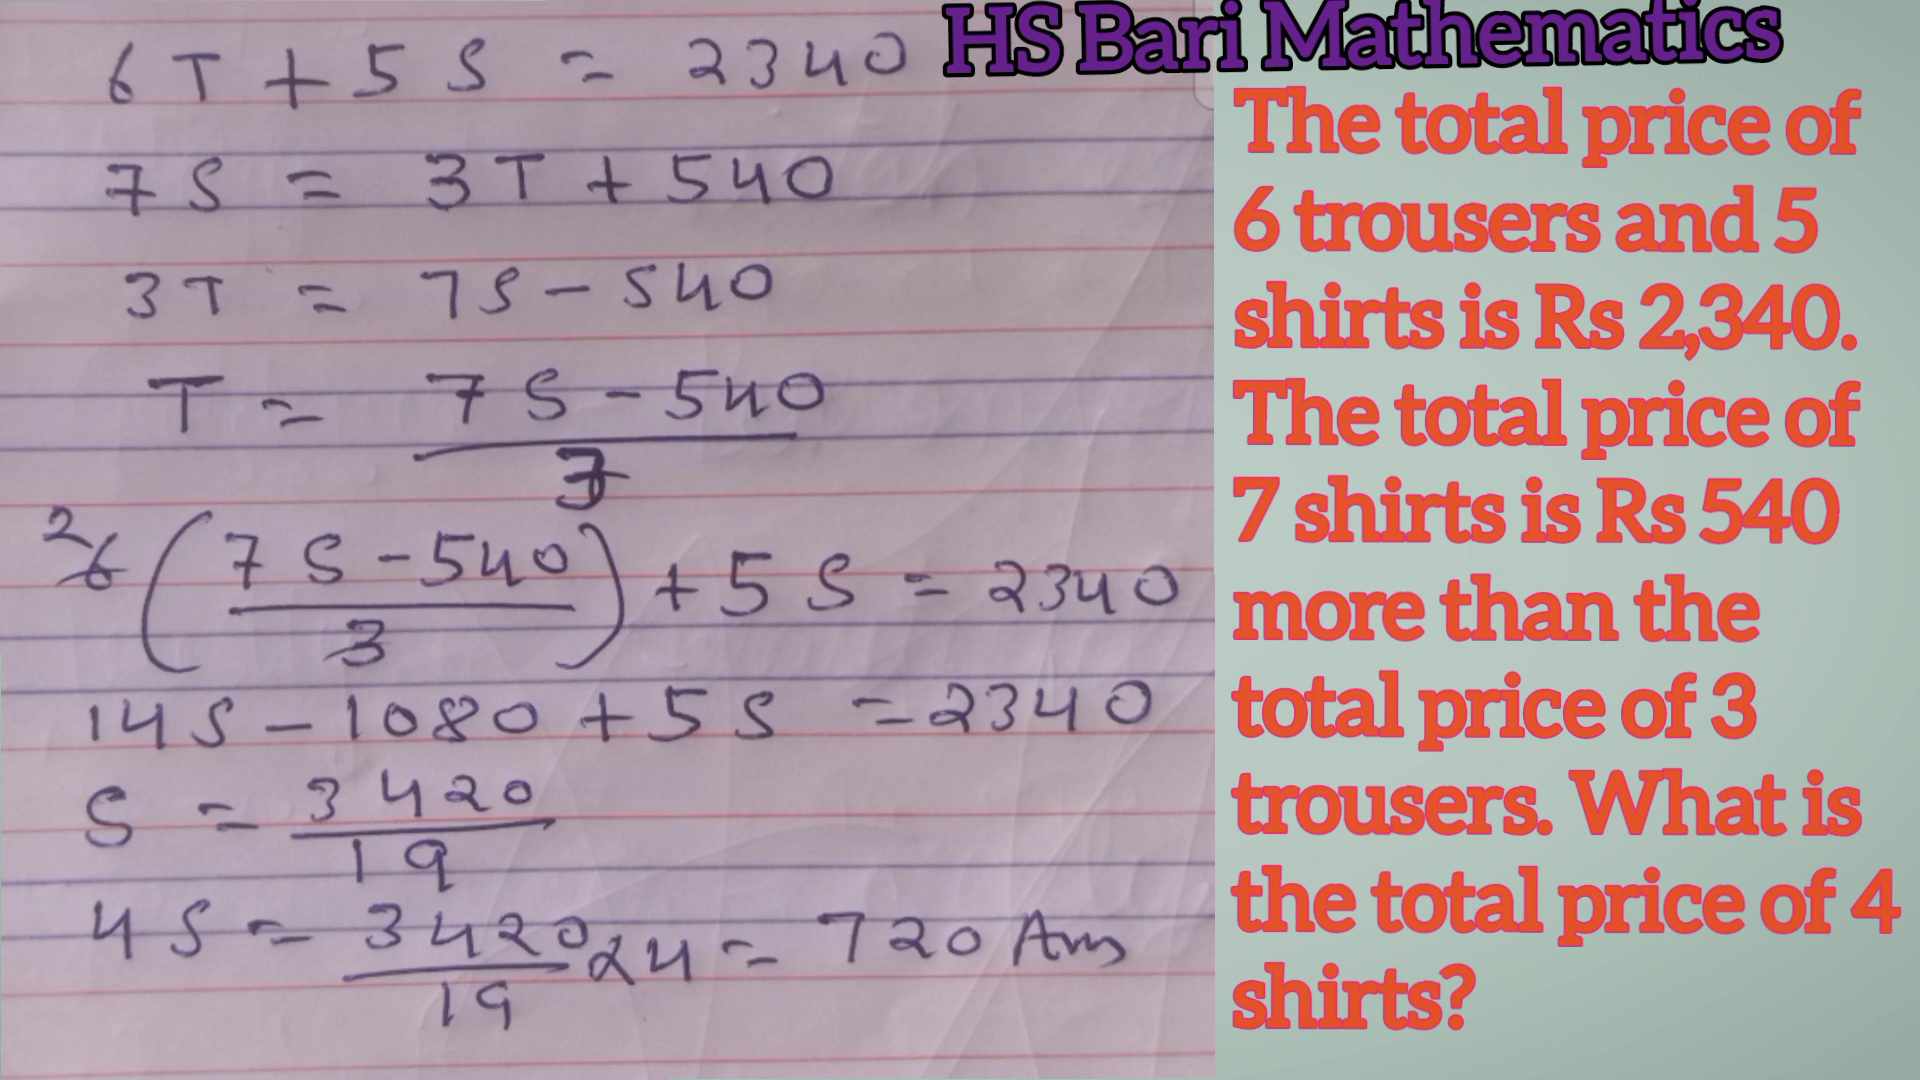 HS Bari Mathematics
6T + 5S = 2340
7S = 3T + 540
3T = 7S - 540
T = 7S - 540
3
2
6 ( 7S - 540 ) + 5S = 2340
3
14S - 1080 + 5S = 2340
S = 3420
19
4S = 3420 x 4 = 720 Ans
19
The total price of
6 trousers and 5
shirts is Rs 2,340.
The total price of
7 shirts is Rs 540
more than the
total price of 3
trousers. What is
the total price of 4
shirts?